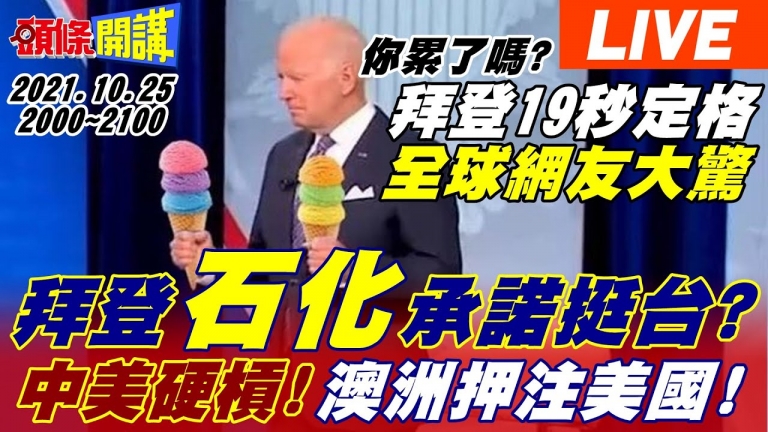 頭條開講
LIVE
2021.10.25
2000~2100
你累了嗎?
拜登19秒定格
全球網友大驚
拜登石化承諾挺台?
中美硬槓!澳洲押注美國!